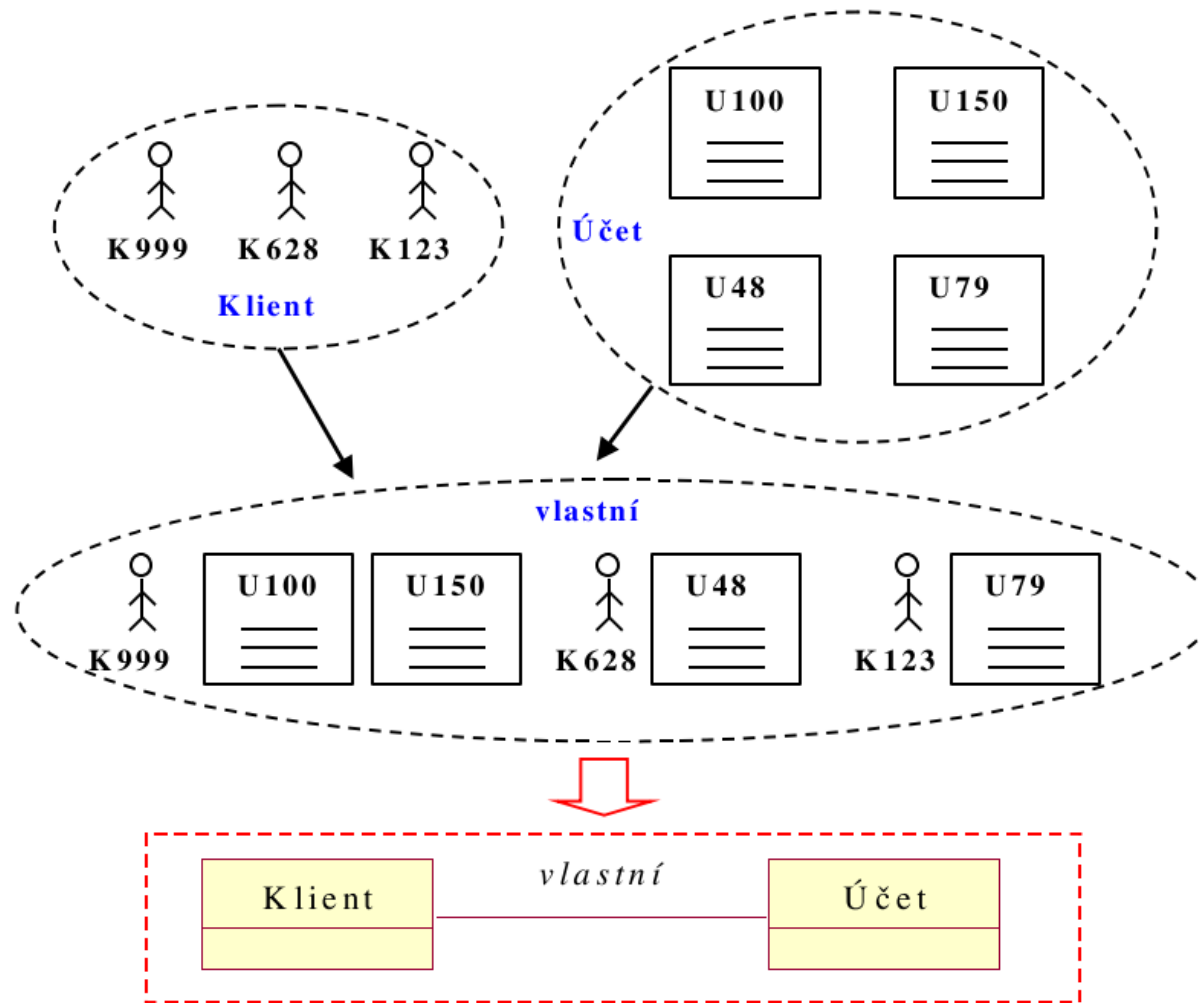 U100 U150
K999 K628 K123
Klient
Účet
U48 U79
vlastní
U100 U150 U48 U79
K999 K628 K123
vlastní
Klient Účet